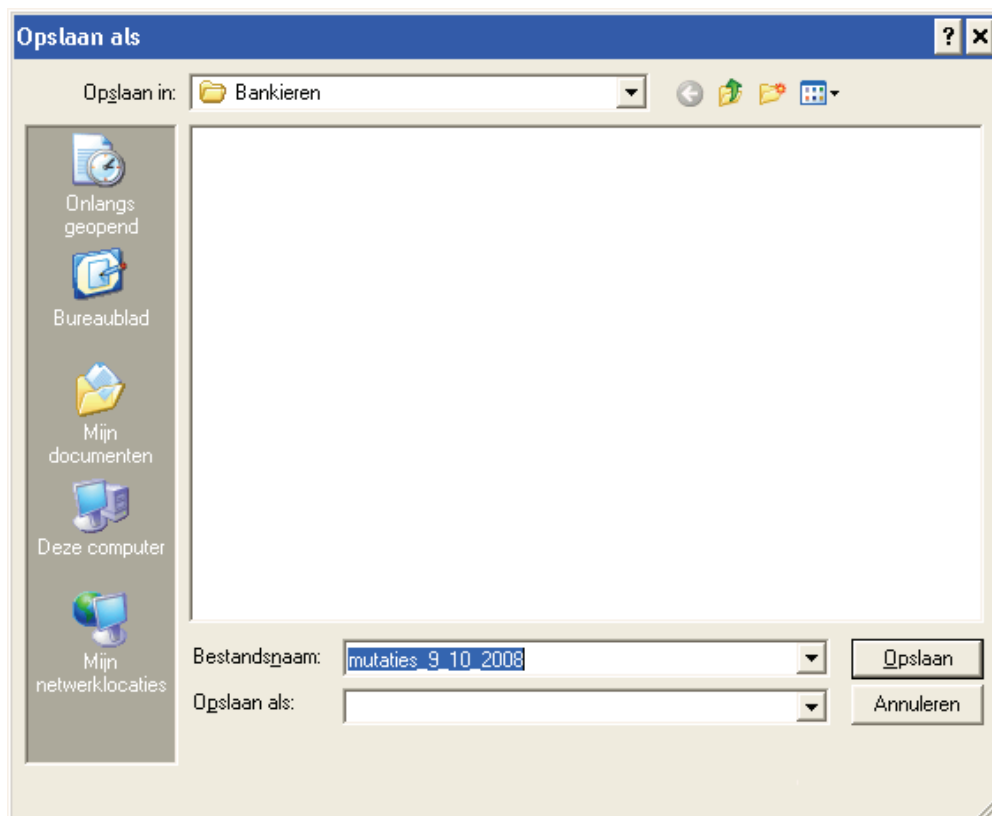 Opslaan als
Opslaan in: Bankieren
Onlangs
geopend
Bureaublad
Mijn
documenten
Deze computer
Mijn
netwerklocaties
Bestandsnaam: mutaties_9_10_2008 Opslaan
Opslaan als: Annuleren